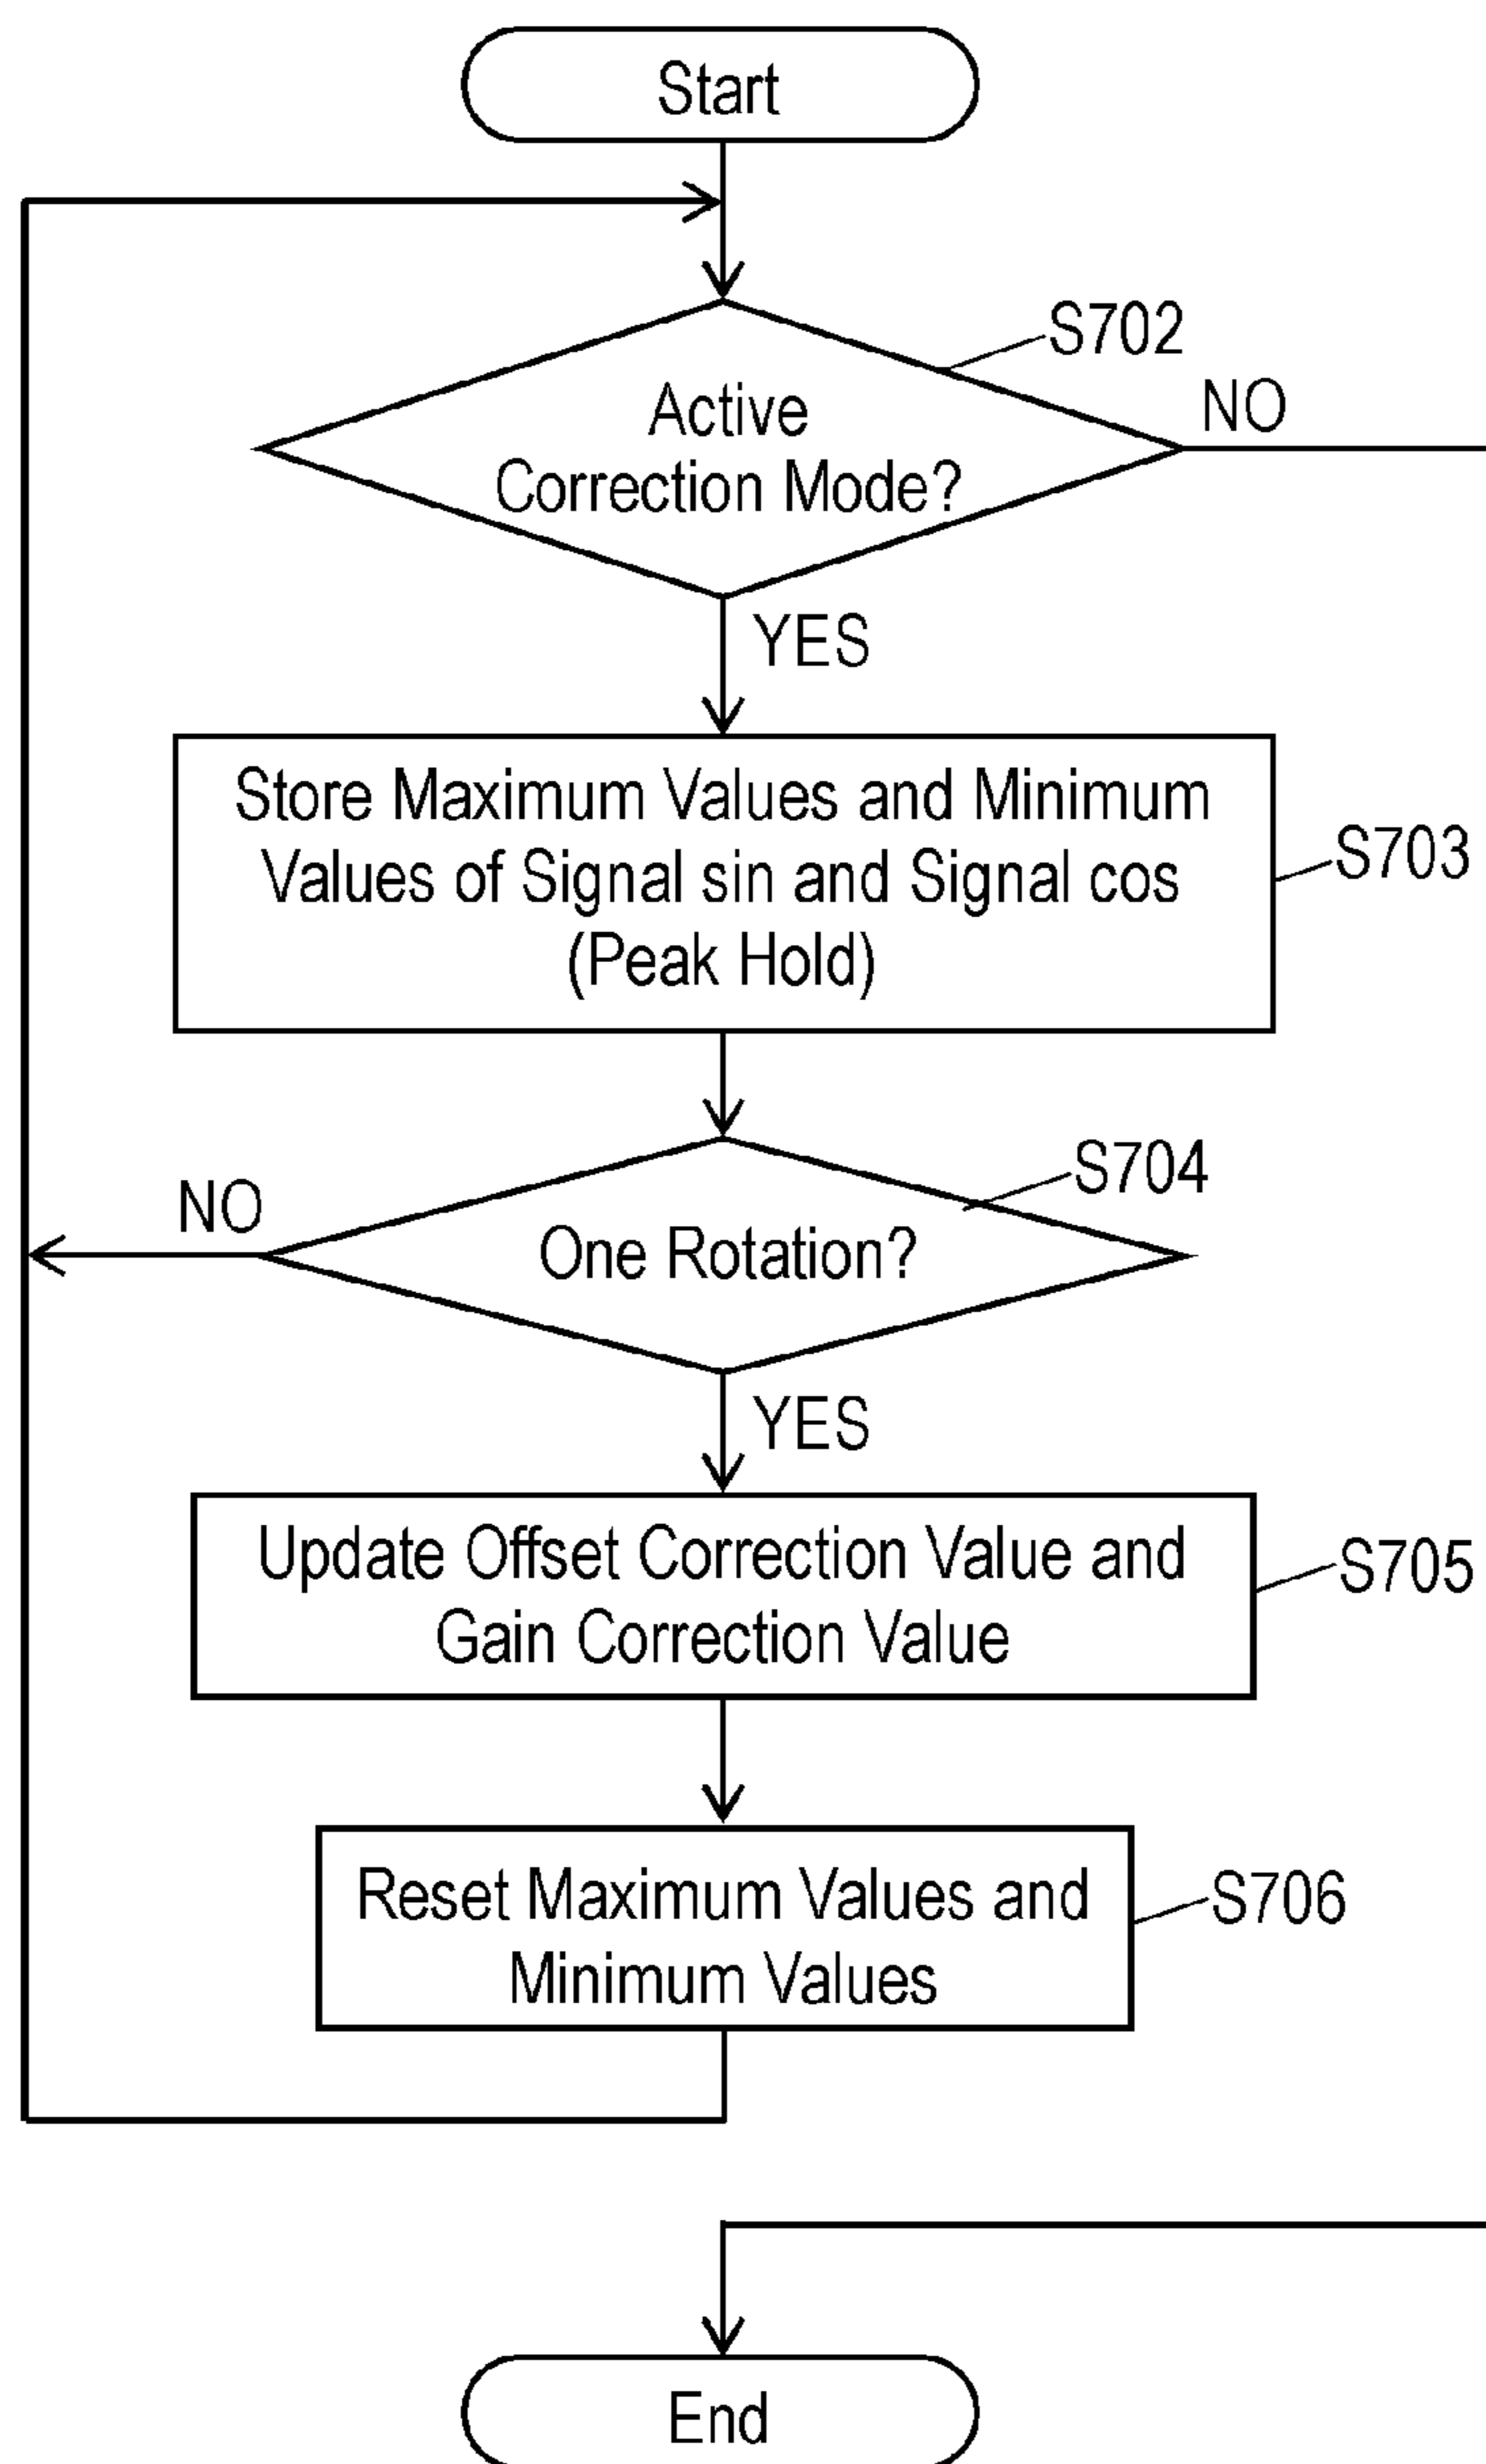 Start
S702
Active
Correction Mode?
NO
YES
Store Maximum Values and Minimum
Values of Signal sin and Signal cos
(Peak Hold)
S703
S704
NO
One Rotation?
YES
Update Offset Correction Value and
Gain Correction Value
S705
Reset Maximum Values and
Minimum Values
S706
End